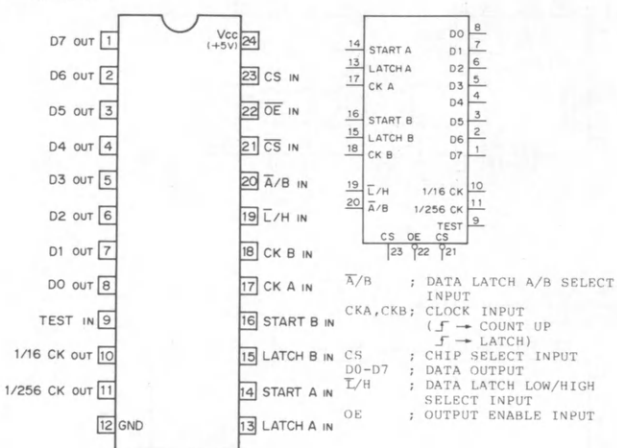 D7 OUT 1
D6 OUT 2
D5 OUT 3
D4 OUT 4
D3 OUT 5
D2 OUT 6
D1 OUT 7
D0 OUT 8
TEST IN 9
1/16 CK OUT 10
1/256 CK OUT 11
12 GND
Vcc 24
(+5V)
23 CS IN
22 O̅E̅ IN
21 C̅S̅ IN
20 A̅/B IN
19 L̅/H IN
18 CK B IN
17 CK A IN
16 START B IN
15 LATCH B IN
14 START A IN
13 LATCH A IN
14 START A
13 LATCH A
17 CK A
16 START B
15 LATCH B
18 CK B
19 L̅/H
20 A̅/B
D0 8
D1 7
D2 6
D3 5
D4 4
D5 3
D6 2
D7 1
1/16 CK 10
1/256 CK 11
TEST 9
CS OE CS
23 22 21
A̅/B ; DATA LATCH A/B SELECT
INPUT
CKA,CKB; CLOCK INPUT
( → COUNT UP
→ LATCH)
CS ; CHIP SELECT INPUT
D0-D7 ; DATA OUTPUT
L̅/H ; DATA LATCH LOW/HIGH
SELECT INPUT
OE ; OUTPUT ENABLE INPUT